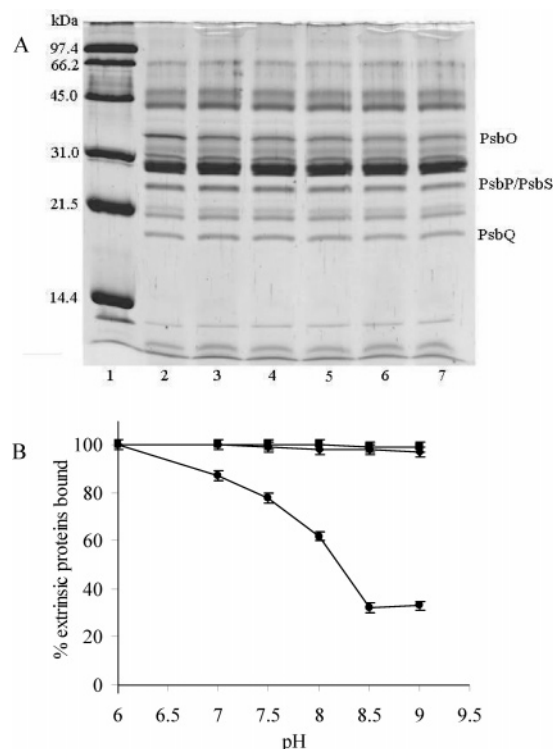 A
kDa
97.4
66.2
45.0
31.0
21.5
14.4
PsbO
PsbP/PsbS
PsbQ
1 2 3 4 5 6 7
B
% extrinsic proteins bound
100
80
60
40
20
0
6 6.5 7 7.5 8 8.5 9 9.5
pH